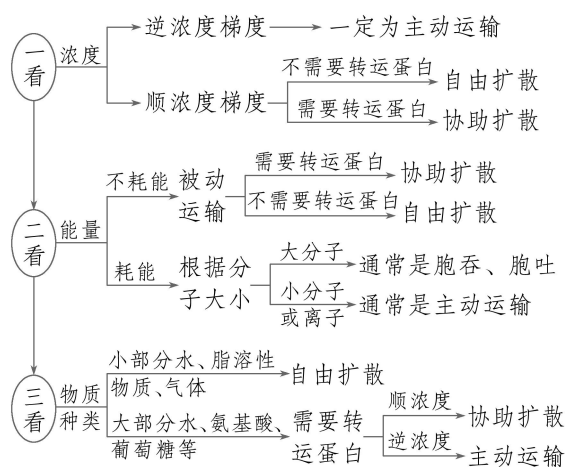 一看
浓度
逆浓度梯度
一定为主动运输
顺浓度梯度
不需要转运蛋白
自由扩散
需要转运蛋白
协助扩散
二看
能量
不耗能
被动
运输
需要转运蛋白
协助扩散
不需要转运蛋白
自由扩散
耗能
根据分
子大小
大分子
通常是胞吞、胞吐
小分子
或离子
通常是主动运输
三看
物质
种类
小部分水、脂溶性
物质、气体
自由扩散
大部分水、氨基酸、
葡萄糖等
需要转
运蛋白
顺浓度
协助扩散
逆浓度
主动运输